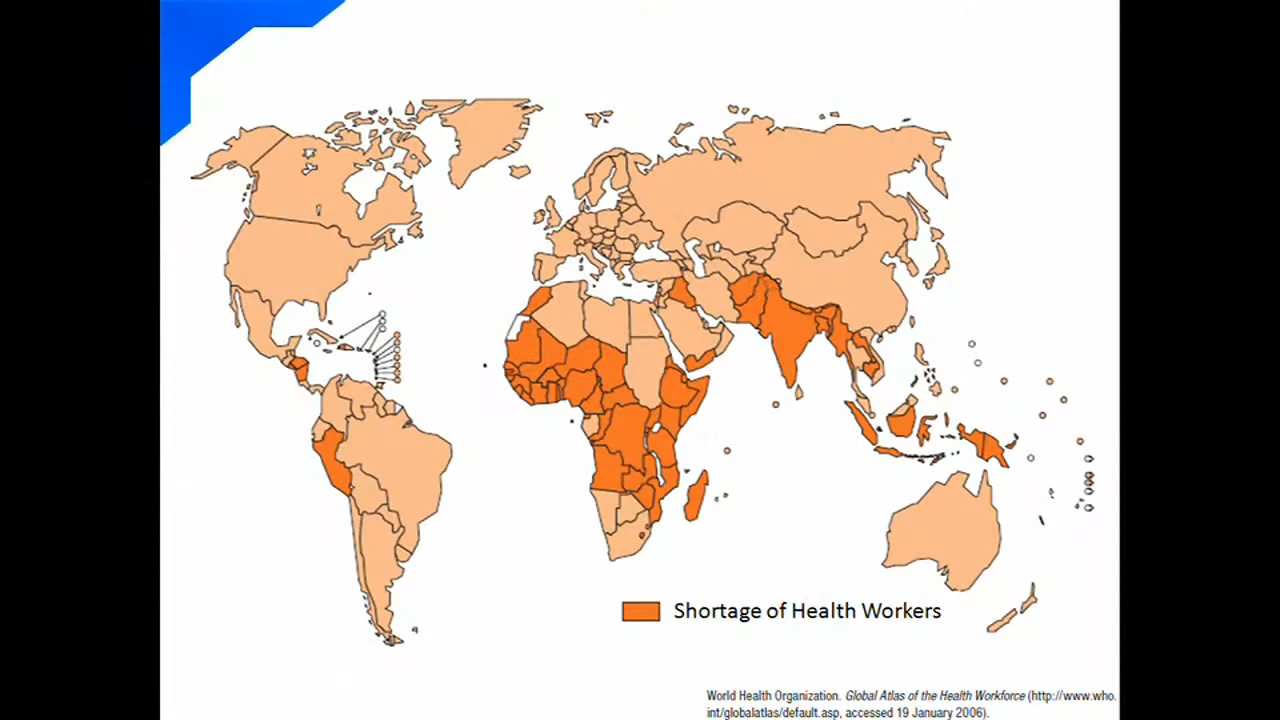 Shortage of Health Workers
World Health Organization. Global Atlas of the Health Workforce (http://www.who.
int/globalatlas/default.asp, accessed 19 January 2006).